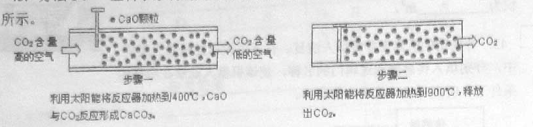 所示。
CaO颗粒
CO₂含量
高的空气
CO₂含量
低的空气
步骤一
利用太阳能将反应器加热到400℃,CaO
与CO₂反应形成CaCO₃。
CO₂
步骤二
利用太阳能将反应器加热到900℃,释放
出CO₂。